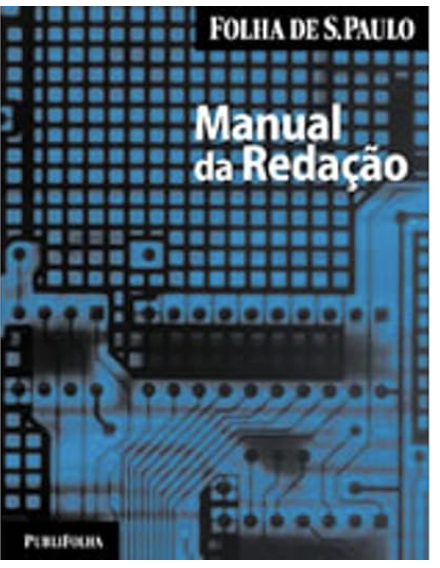 FOLHA DE S.PAULO
Manual
da Redação
PUBLIFOLHA